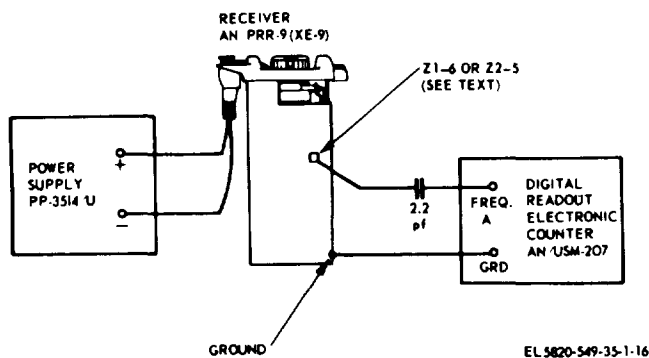 RECEIVER
AN PRR-9 (XE-9)
Z1-6 OR Z2-5
(SEE TEXT)
POWER
SUPPLY
PP-3514 U
+
−
2.2
pf
FREQ.
A
GRD
DIGITAL
READOUT
ELECTRONIC
COUNTER
AN/USM-207
GROUND
EL5820-549-35-1-16